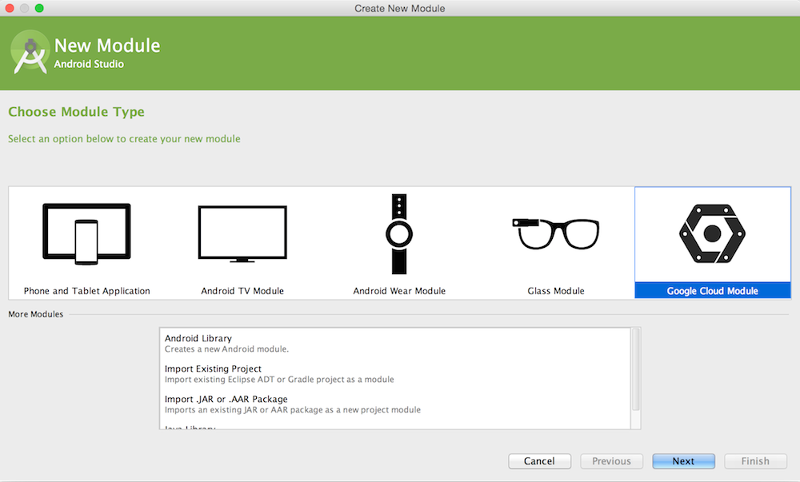 Create New Module
New Module
Android Studio
Choose Module Type
Select an option below to create your new module
Phone and Tablet Application
Android TV Module
Android Wear Module
Glass Module
Google Cloud Module
More Modules
Android Library
Creates a new Android module.
Import Existing Project
Import existing Eclipse ADT or Gradle project as a module
Import .JAR or .AAR Package
Imports an existing JAR or AAR package as a new project module
Java Library
Cancel
Previous
Next
Finish